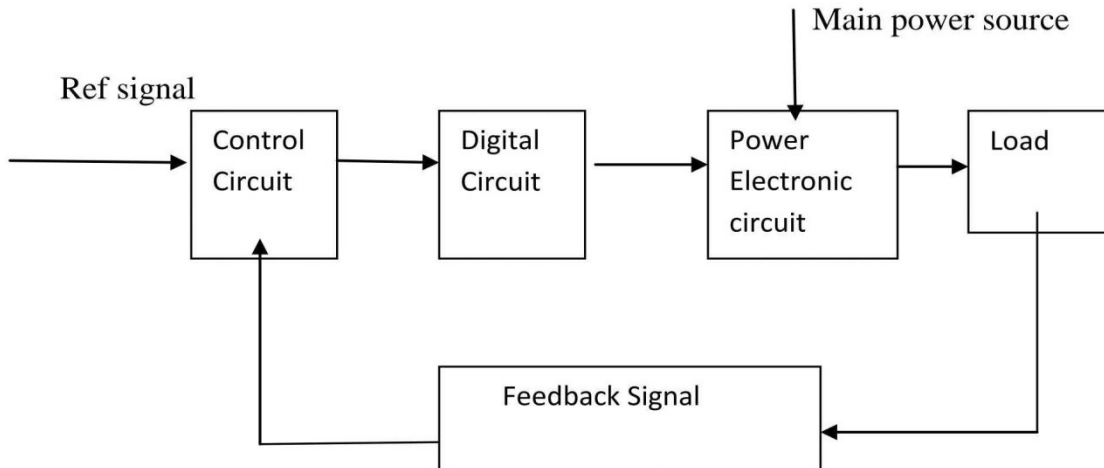 Main power source
Ref signal
Control
Circuit
Digital
Circuit
Power
Electronic
circuit
Load
Feedback Signal